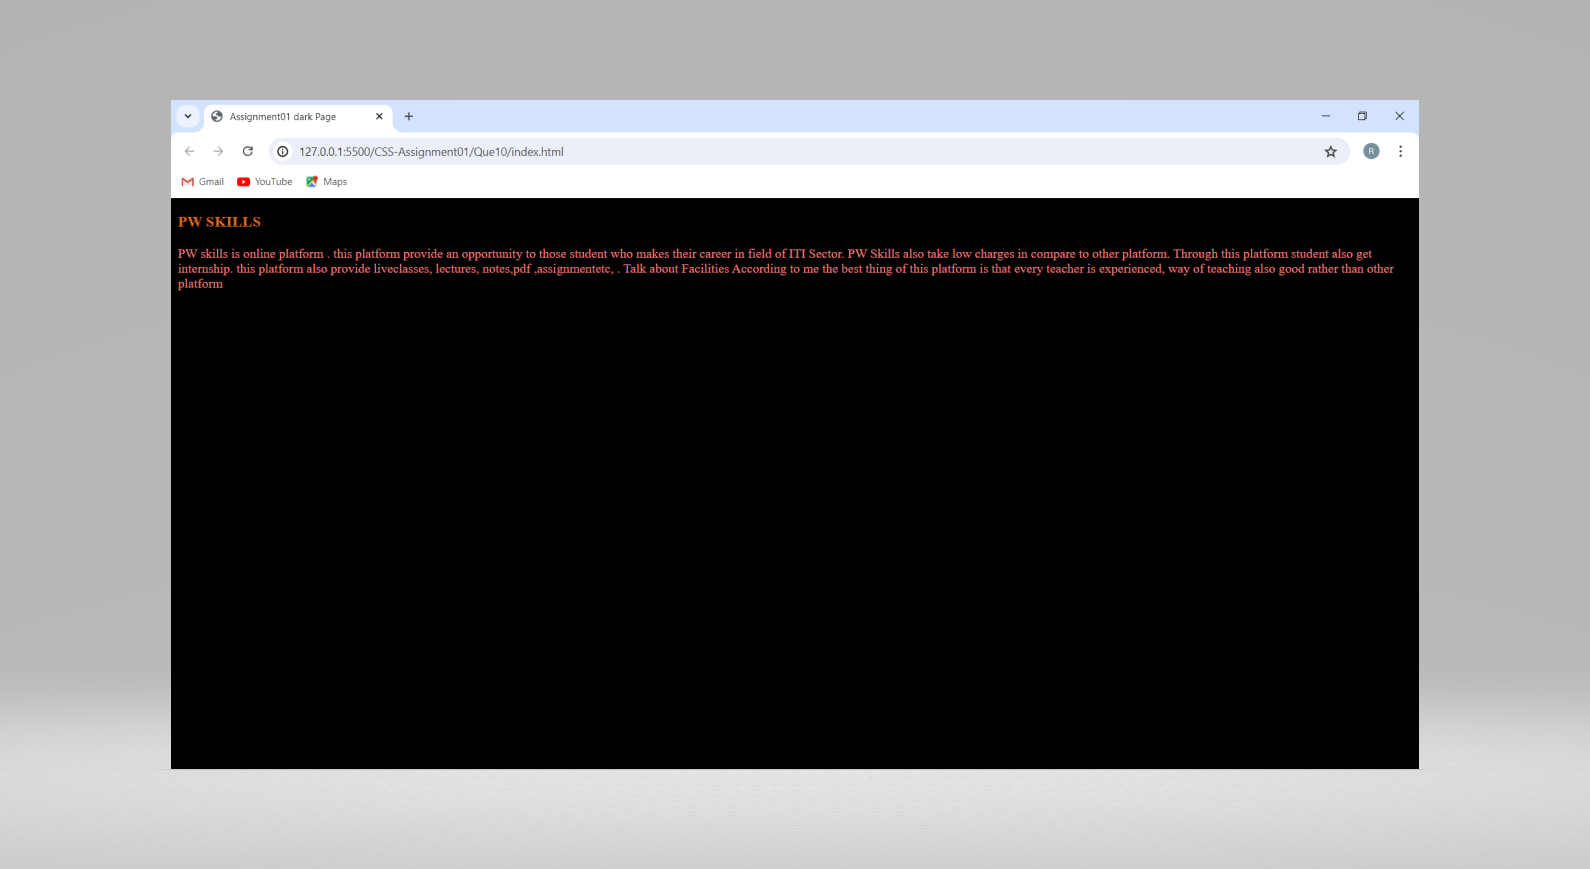 Assignment01 dark Page
127.0.0.1:5500/CSS-Assignment01/Que10/index.html
R
Gmail YouTube Maps
PW SKILLS
PW skills is online platform . this platform provide an opportunity to those student who makes their career in field of ITI Sector. PW Skills also take low charges in compare to other platform. Through this platform student also get
internship. this platform also provide liveclasses, lectures, notes,pdf ,assignmentetc, . Talk about Facilities According to me the best thing of this platform is that every teacher is experienced, way of teaching also good rather than other
platform